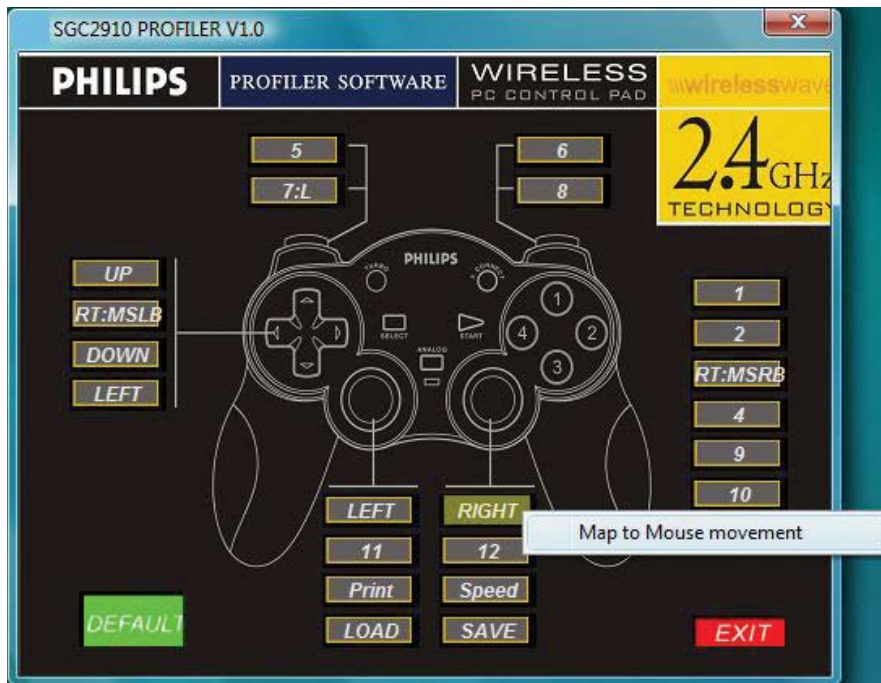 SGC2910 PROFILER V1.0
PHILIPS
PROFILER SOFTWARE
WIRELESS
PC CONTROL PAD
wirelesswave
2.4GHz
TECHNOLOGY
5
6
7:L
8
UP
RT:MSLB
DOWN
LEFT
PHILIPS
TURBO
CONNECT
SELECT
START
ANALOG
1
2
3
4
1
2
RT:MSRB
4
9
10
LEFT
RIGHT
Map to Mouse movement
11
12
Print
Speed
LOAD
SAVE
DEFAULT
EXIT